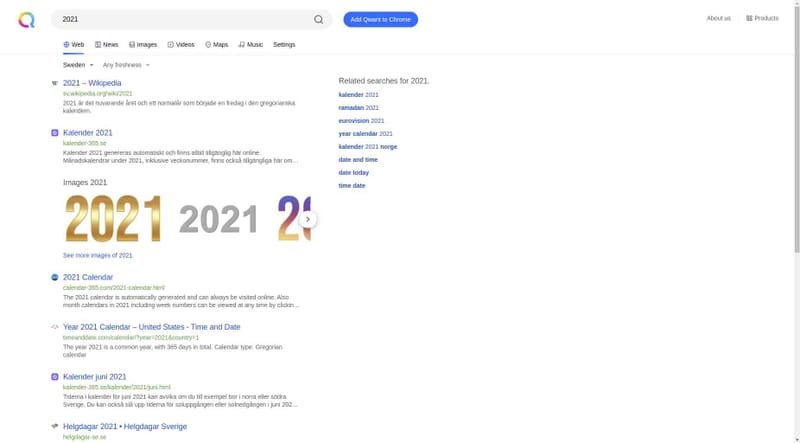 2021
Add Qwant to Chrome
About us
Products
Web
News
Images
Videos
Maps
Music
Settings
Sweden
Any freshness
2021 – Wikipedia
sv.wikipedia.org/wiki/2021
2021 är det nuvarande året och ett normalår som började en fredag i den gregorianska
kalendern.
Kalender 2021
kalender-365.se
Kalender 2021 genereras automatiskt och finns alltid tillgänglig här online.
Månadskalendrar under 2021, inklusive veckonummer, finns också tillgängliga här om…
Images 2021
2021
2021
See more images of 2021.
2021 Calendar
calendar-365.com/2021-calendar.html
The 2021 calendar is automatically generated and can always be visited online. Also
month calendars in 2021 including week numbers can be viewed at any time by clickin…
Year 2021 Calendar – United States - Time and Date
timeanddate.com/calendar/?year=2021&country=1
The year 2021 is a common year, with 365 days in total. Calendar type: Gregorian
calendar
Kalender juni 2021
kalender-365.se/kalender/2021/juni.html
Tiderna i kalender för juni 2021 kan avvika om du till exempel bor i norra eller södra
Sverige. Du kan också slå upp tiderna för soluppgången eller solnedgången i juni 202…
Helgdagar 2021 • Helgdagar Sverige
helgdagar-se.se
Related searches for 2021.
kalender 2021
ramadan 2021
eurovision 2021
year calendar 2021
kalender 2021 norge
date and time
date today
time date